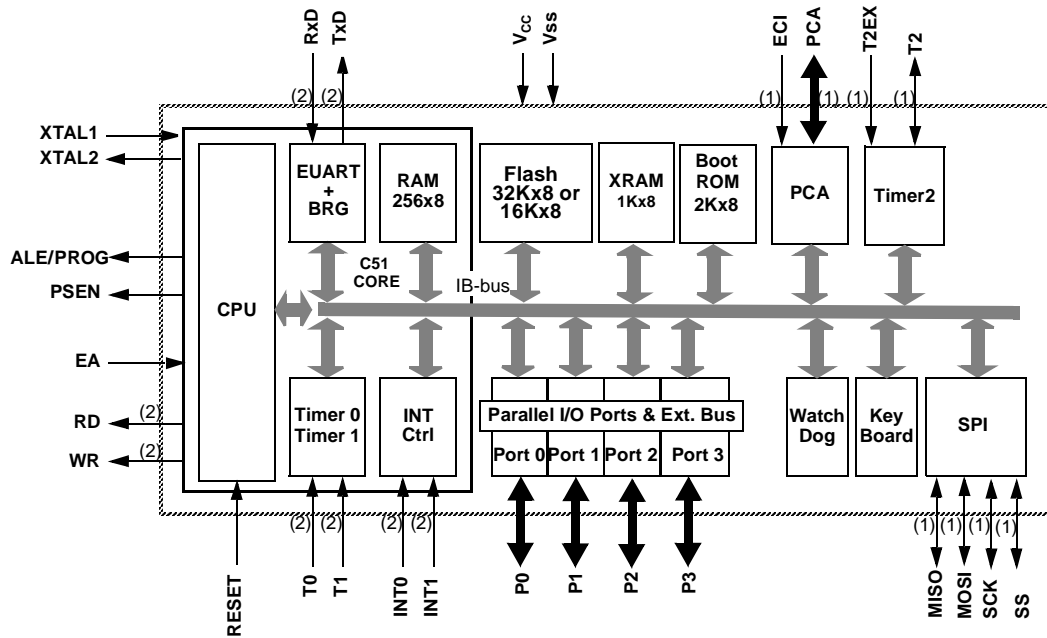 RxD
TxD
Vcc
Vss
ECI
PCA
T2EX
T2
(2) (2)
(1) (1) (1) (1)
XTAL1
XTAL2
ALE/PROG
PSEN
EA
RD (2)
WR (2)
CPU
EUART
+
BRG
RAM
256x8
C51
CORE
IB-bus
Flash
32Kx8 or
16Kx8
XRAM
1Kx8
Boot
ROM
2Kx8
PCA
Timer2
Timer 0
Timer 1
INT
Ctrl
Parallel I/O Ports & Ext. Bus
Port 0 Port 1 Port 2 Port 3
Watch
Dog
Key
Board
SPI
(2) (2) (2) (2)
(1) (1) (1) (1)
RESET
T0
T1
INT0
INT1
P0
P1
P2
P3
MISO
MOSI
SCK
SS